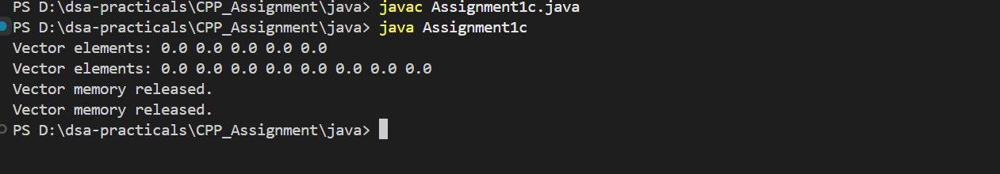 PS D:\dsa-practicals\CPP_Assignment\java> javac Assignment1c.java
PS D:\dsa-practicals\CPP_Assignment\java> java Assignment1c
Vector elements: 0.0 0.0 0.0 0.0 0.0
Vector elements: 0.0 0.0 0.0 0.0 0.0 0.0 0.0 0.0
Vector memory released.
Vector memory released.
PS D:\dsa-practicals\CPP_Assignment\java>